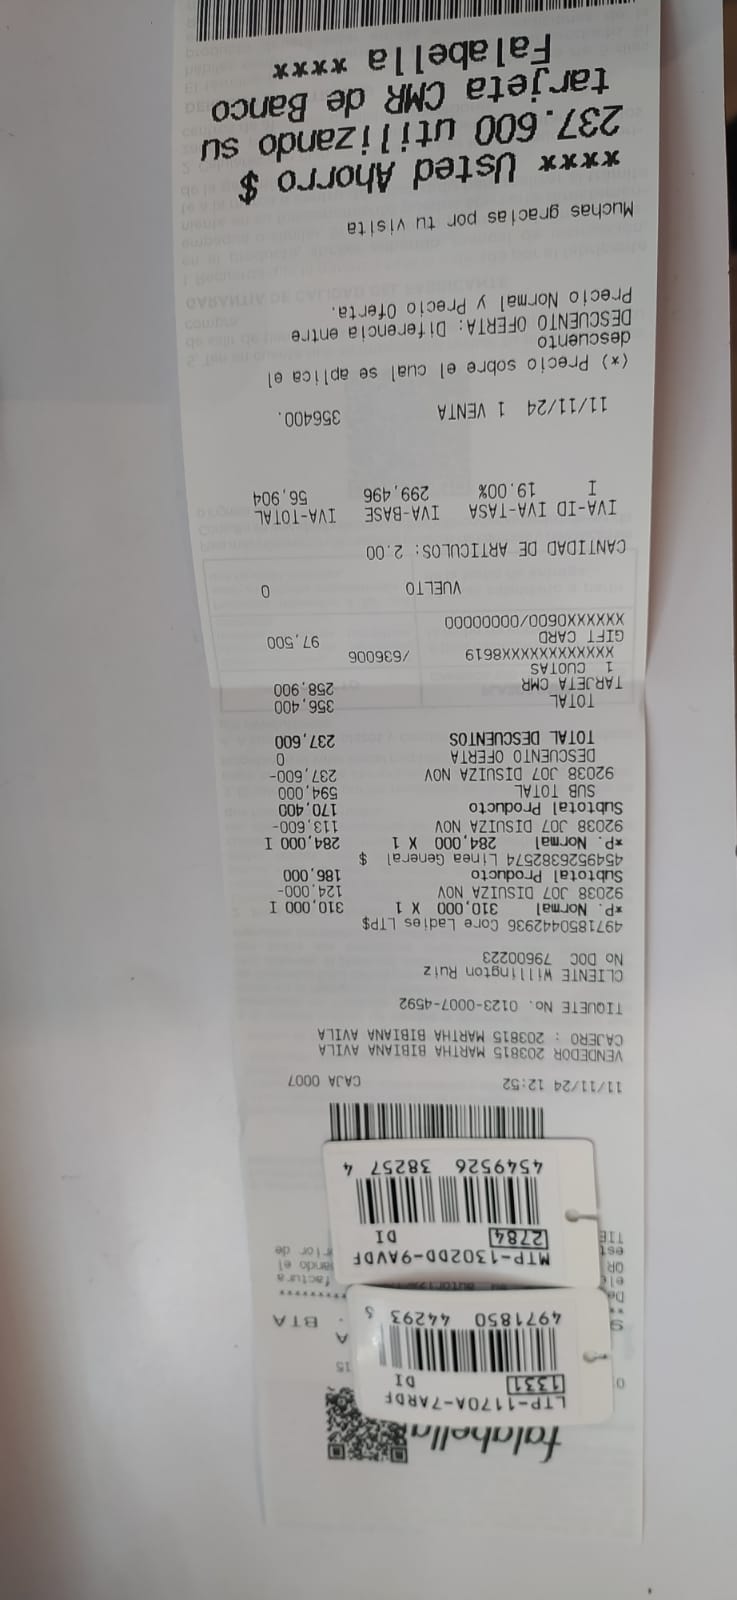 falabella
LTP-1170A-7ARDF
1331 DI
4971850 44293
MTP-1302DD-9AVDF
2784 DI
4549526 38257 4
11/11/24 12:52 CAJA 0007
VENDEDOR 203815 MARTHA BIBIANA AVILA
CAJERO : 203815 MARTHA BIBIANA AVILA
TIQUETE No. 0123-0007-4592
CLIENTE Willington Ruiz
No DOC 79600223
4971850442936 Core Ladies LTP$
*P. Normal 310,000 X 1 310,000 I
92038 J07 DISUIZA NOV 124,000-
Subtotal Producto 186,000
4549526382574 Linea General $
*P. Normal 284,000 X 1 284,000 I
92038 J07 DISUIZA NOV 113,600-
Subtotal Producto 170,400
SUB TOTAL 594,000
92038 J07 DISUIZA NOV 237,600-
DESCUENTO OFERTA 0
TOTAL DESCUENTOS 237,600
TOTAL 356,400
TARJETA CMR 258,900
1 CUOTAS
XXXXXXXXXXXX8619 /636006
GIFT CARD 97,500
XXXXXX0600/00000000
VUELTO 0
CANTIDAD DE ARTICULOS: 2.00
IVA-ID IVA-TASA IVA-BASE IVA-TOTAL
I 19.00% 299,496 56,904
11/11/24 1 VENTA 356400.
(*) Precio sobre el cual se aplica el
descuento
DESCUENTO OFERTA: Diferencia entre
Precio Normal y Precio Oferta.
Muchas gracias por tu visita
**** Usted Ahorro $
237.600 utilizando su
tarjeta CMR de Banco
Falabella ****